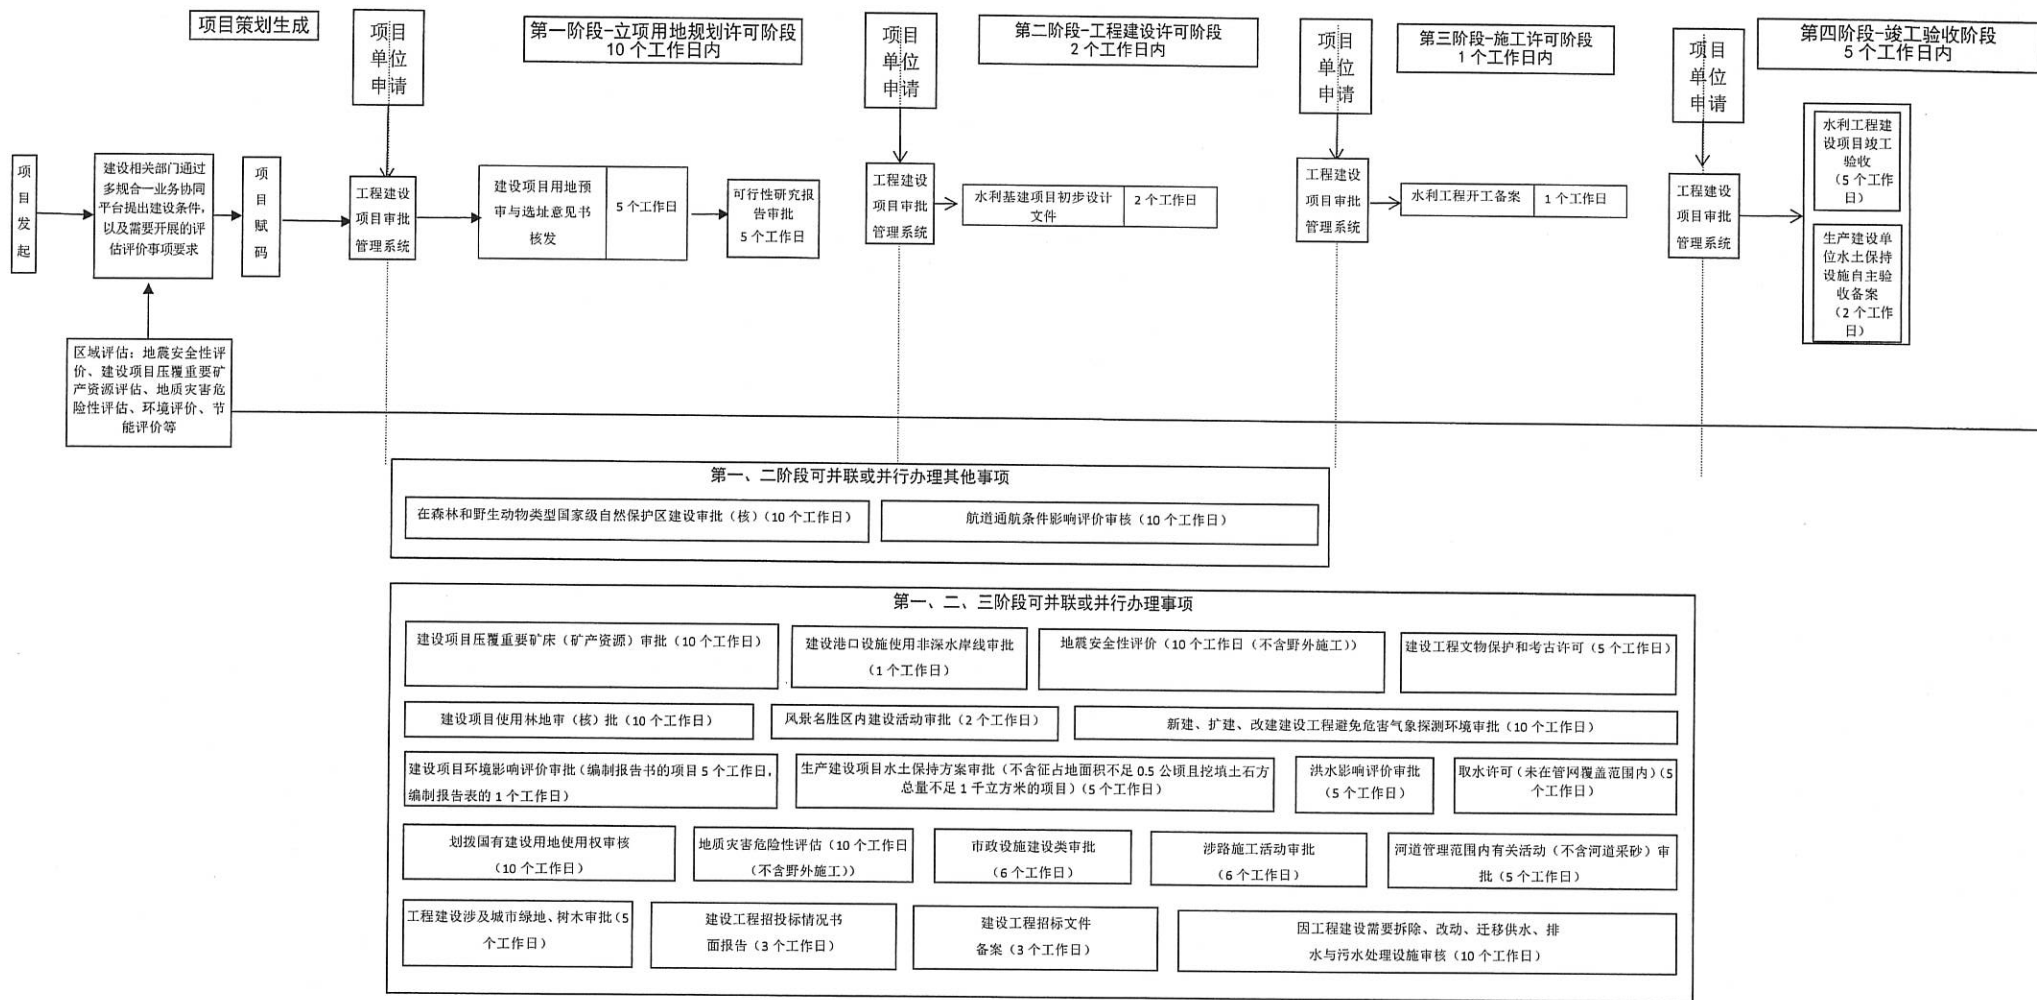 项目策划生成
项目
单位
申请
第一阶段-立项用地规划许可阶段
10 个工作日内
项目
单位
申请
第二阶段-工程建设许可阶段
2 个工作日内
项目
单位
申请
第三阶段-施工许可阶段
1 个工作日内
项目
单位
申请
第四阶段-竣工验收阶段
5 个工作日内
项
目
发
起
建设相关部门通过
多规合一业务协同
平台提出建设条件,
以及需要开展的评
估评价事项要求
项
目
赋
码
工程建设
项目审批
管理系统
建设项目用地预
审与选址意见书
核发
5 个工作日
可行性研究报
告审批
5 个工作日
工程建设
项目审批
管理系统
水利基建项目初步设计
文件
2 个工作日
工程建设
项目审批
管理系统
水利工程开工备案
1 个工作日
工程建设
项目审批
管理系统
水利工程建
设项目竣工
验收
（5 个工作
日）
生产建设单
位水土保持
设施自主验
收备案
（2 个工作
日）
区域评估：地震安全性评
价、建设项目压覆重要矿
产资源评估、地质灾害危
险性评估、环境评价、节
能评价等
第一、二阶段可并联或并行办理其他事项
在森林和野生动物类型国家级自然保护区建设审批（核）（10 个工作日）
航道通航条件影响评价审核（10 个工作日）
第一、二、三阶段可并联或并行办理事项
建设项目压覆重要矿床（矿产资源）审批（10 个工作日）
建设港口设施使用非深水岸线审批
（1 个工作日）
地震安全性评价（10 个工作日（不含野外施工））
建设工程文物保护和考古许可（5 个工作日）
建设项目使用林地审（核）批（10 个工作日）
风景名胜区内建设活动审批（2 个工作日）
新建、扩建、改建建设工程避免危害气象探测环境审批（10 个工作日）
建设项目环境影响评价审批（编制报告书的项目 5 个工作日,
编制报告表的 1 个工作日）
生产建设项目水土保持方案审批（不含征占地面积不足 0.5 公顷且挖填土石方
总量不足 1 千立方米的项目）（5 个工作日）
洪水影响评价审批
（5 个工作日）
取水许可（未在管网覆盖范围内）（5
个工作日）
划拨国有建设用地使用权审核
（10 个工作日）
地质灾害危险性评估（10 个工作日
（不含野外施工））
市政设施建设类审批
（6 个工作日）
涉路施工活动审批
（6 个工作日）
河道管理范围内有关活动（不含河道采砂）审
批（5 个工作日）
工程建设涉及城市绿地、树木审批（5
个工作日）
建设工程招投标情况书
面报告（3 个工作日）
建设工程招标文件
备案（3 个工作日）
因工程建设需要拆除、改动、迁移供水、排
水与污水处理设施审核（10 个工作日）